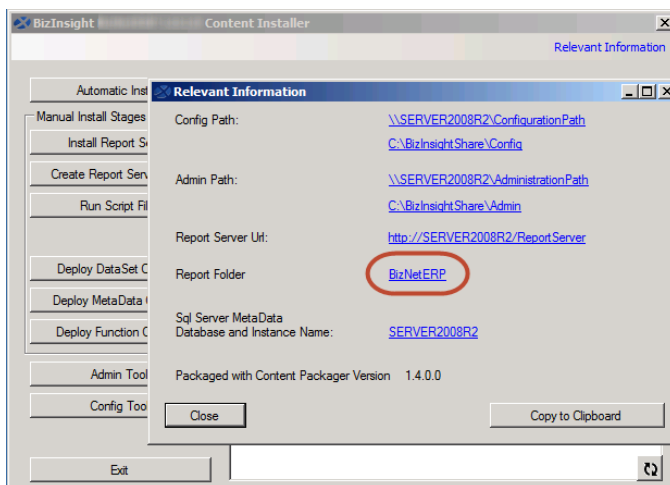 BizInsight Content Installer
Relevant Information
Automatic Inst
Manual Install Stages
Install Report S
Create Report Serv
Run Script Fil
Deploy DataSet C
Deploy MetaData
Deploy Function C
Admin Tool
Config Too
Exit
Relevant Information
Config Path:
\\SERVER2008R2\ConfigurationPath
C:\BizInsightShare\Config
Admin Path:
\\SERVER2008R2\AdministrationPath
C:\BizInsightShare\Admin
Report Server Url:
http://SERVER2008R2/ReportServer
Report Folder
BizNetERP
Sql Server MetaData
Database and Instance Name:
SERVER2008R2
Packaged with Content Packager Version 1.4.0.0
Close
Copy to Clipboard